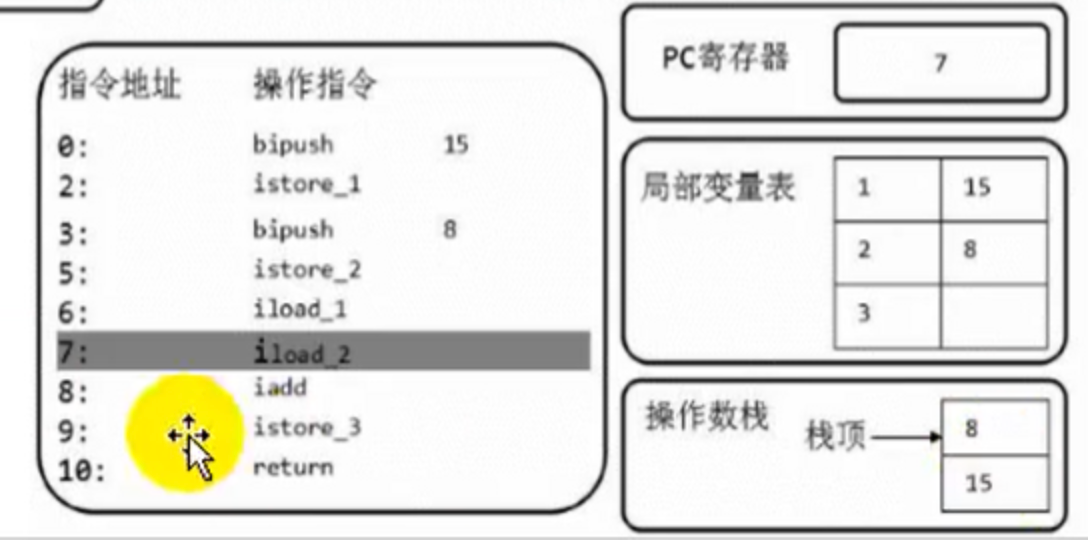 指令地址 操作指令
0: bipush 15
2: istore_1
3: bipush 8
5: istore_2
6: iload_1
7: iload_2
8: iadd
9: istore_3
10: return
PC寄存器 7
局部变量表 1 15
2 8
3
操作数栈 栈顶 8
15